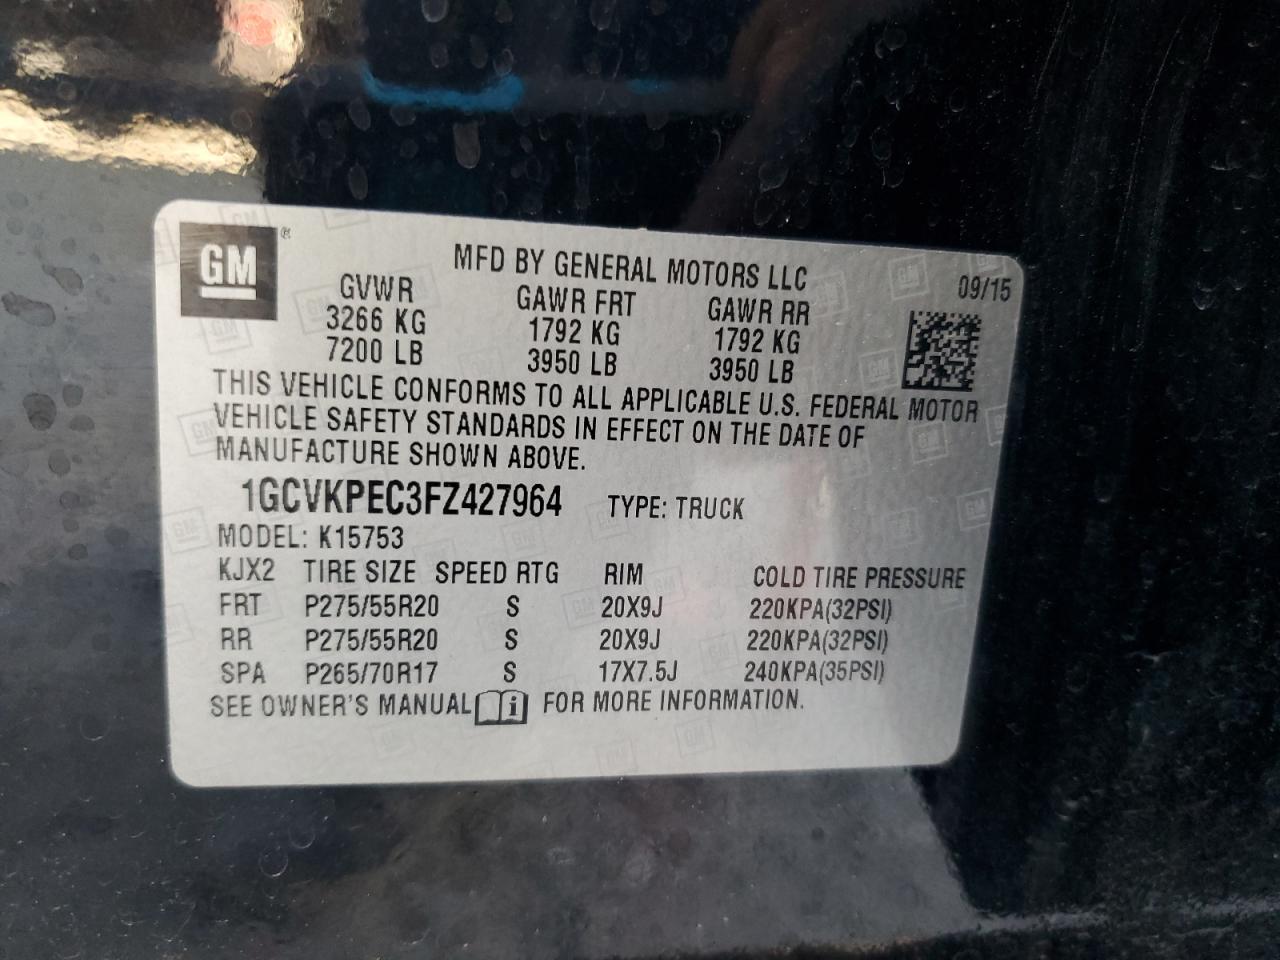 GM®
MFD BY GENERAL MOTORS LLC
09/15
GVWR GAWR FRT GAWR RR
3266 KG 1792 KG 1792 KG
7200 LB 3950 LB 3950 LB
THIS VEHICLE CONFORMS TO ALL APPLICABLE U.S. FEDERAL MOTOR
VEHICLE SAFETY STANDARDS IN EFFECT ON THE DATE OF
MANUFACTURE SHOWN ABOVE.
1GCVKPEC3FZ427964 TYPE: TRUCK
MODEL: K15753
KJX2 TIRE SIZE SPEED RTG RIM COLD TIRE PRESSURE
FRT P275/55R20 S 20X9J 220KPA(32PSI)
RR P275/55R20 S 20X9J 220KPA(32PSI)
SPA P265/70R17 S 17X7.5J 240KPA(35PSI)
SEE OWNER'S MANUAL i FOR MORE INFORMATION.